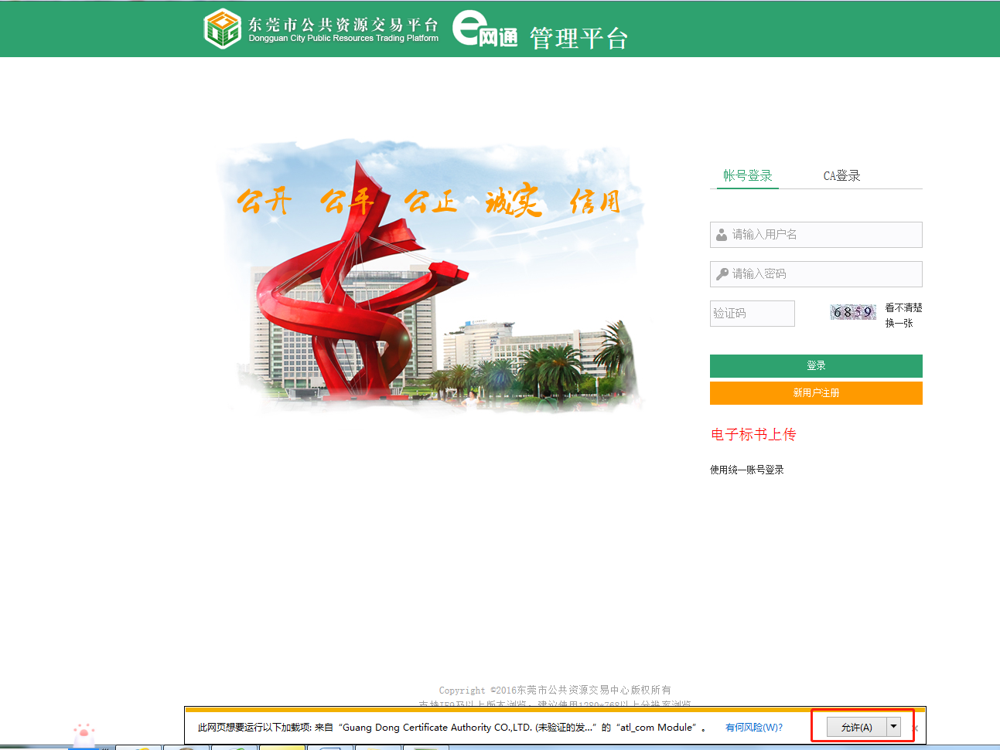 东莞市公共资源交易平台
Dongguan City Public Resources Trading Platform
e网通 管理平台
公开 公平 公正 诚实 信用
帐号登录 CA登录
请输入用户名
请输入密码
验证码 6859 看不清楚
换一张
登录
新用户注册
电子标书上传
使用统一账号登录
Copyright ©2016东莞市公共资源交易中心版权所有
支持IE9及以上版本浏览；建议使用1280*768以上分辨率浏览
此网页想要运行以下加载项: 来自“Guang Dong Certificate Authority CO.,LTD. (未验证的发...”的“atl_com Module”。 有何风险(W)? 允许(A)